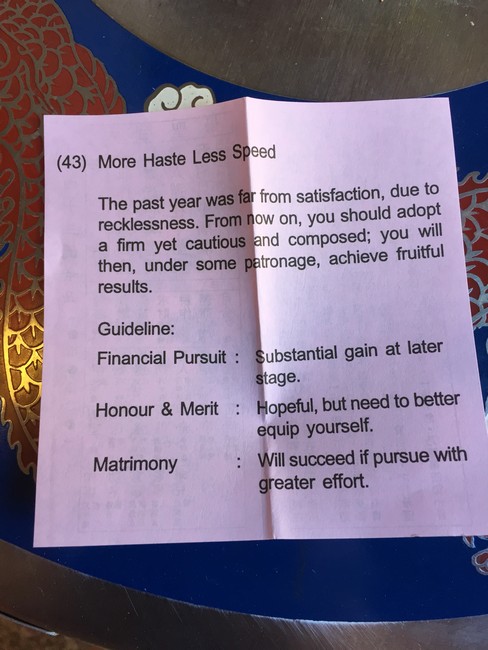 (43) More Haste Less Speed
The past year was far from satisfaction, due to
recklessness. From now on, you should adopt
a firm yet cautious and composed; you will
then, under some patronage, achieve fruitful
results.
Guideline:
Financial Pursuit : Substantial gain at later
stage.
Honour & Merit : Hopeful, but need to better
equip yourself.
Matrimony : Will succeed if pursue with
greater effort.